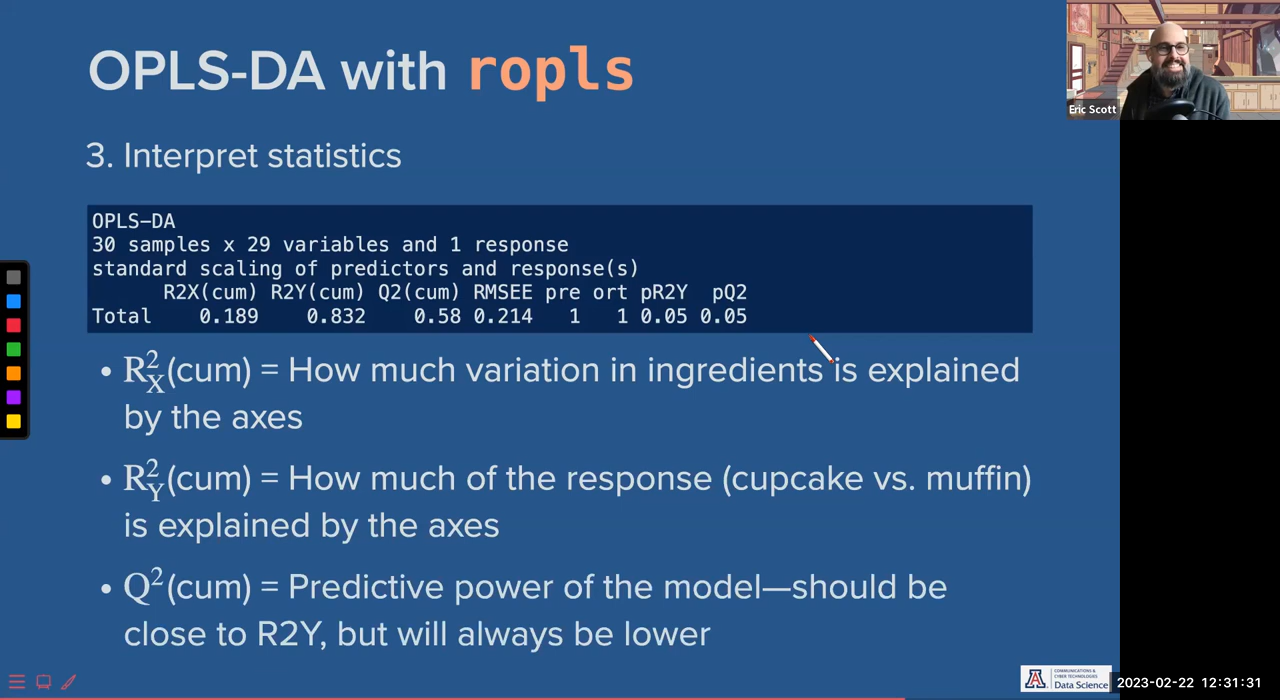 OPLS-DA with ropls
Eric Scott
3. Interpret statistics
OPLS-DA
30 samples x 29 variables and 1 response
standard scaling of predictors and response(s)
R2X(cum) R2Y(cum) Q2(cum) RMSEE pre ort pR2Y pQ2
Total 0.189 0.832 0.58 0.214 1 1 0.05 0.05
• R²X(cum) = How much variation in ingredients is explained
by the axes
• R²Y(cum) = How much of the response (cupcake vs. muffin)
is explained by the axes
• Q²(cum) = Predictive power of the model—should be
close to R2Y, but will always be lower
A
COMMUNICATIONS &
CYBER TECHNOLOGIES
Data Science
2023-02-22 12:31:31